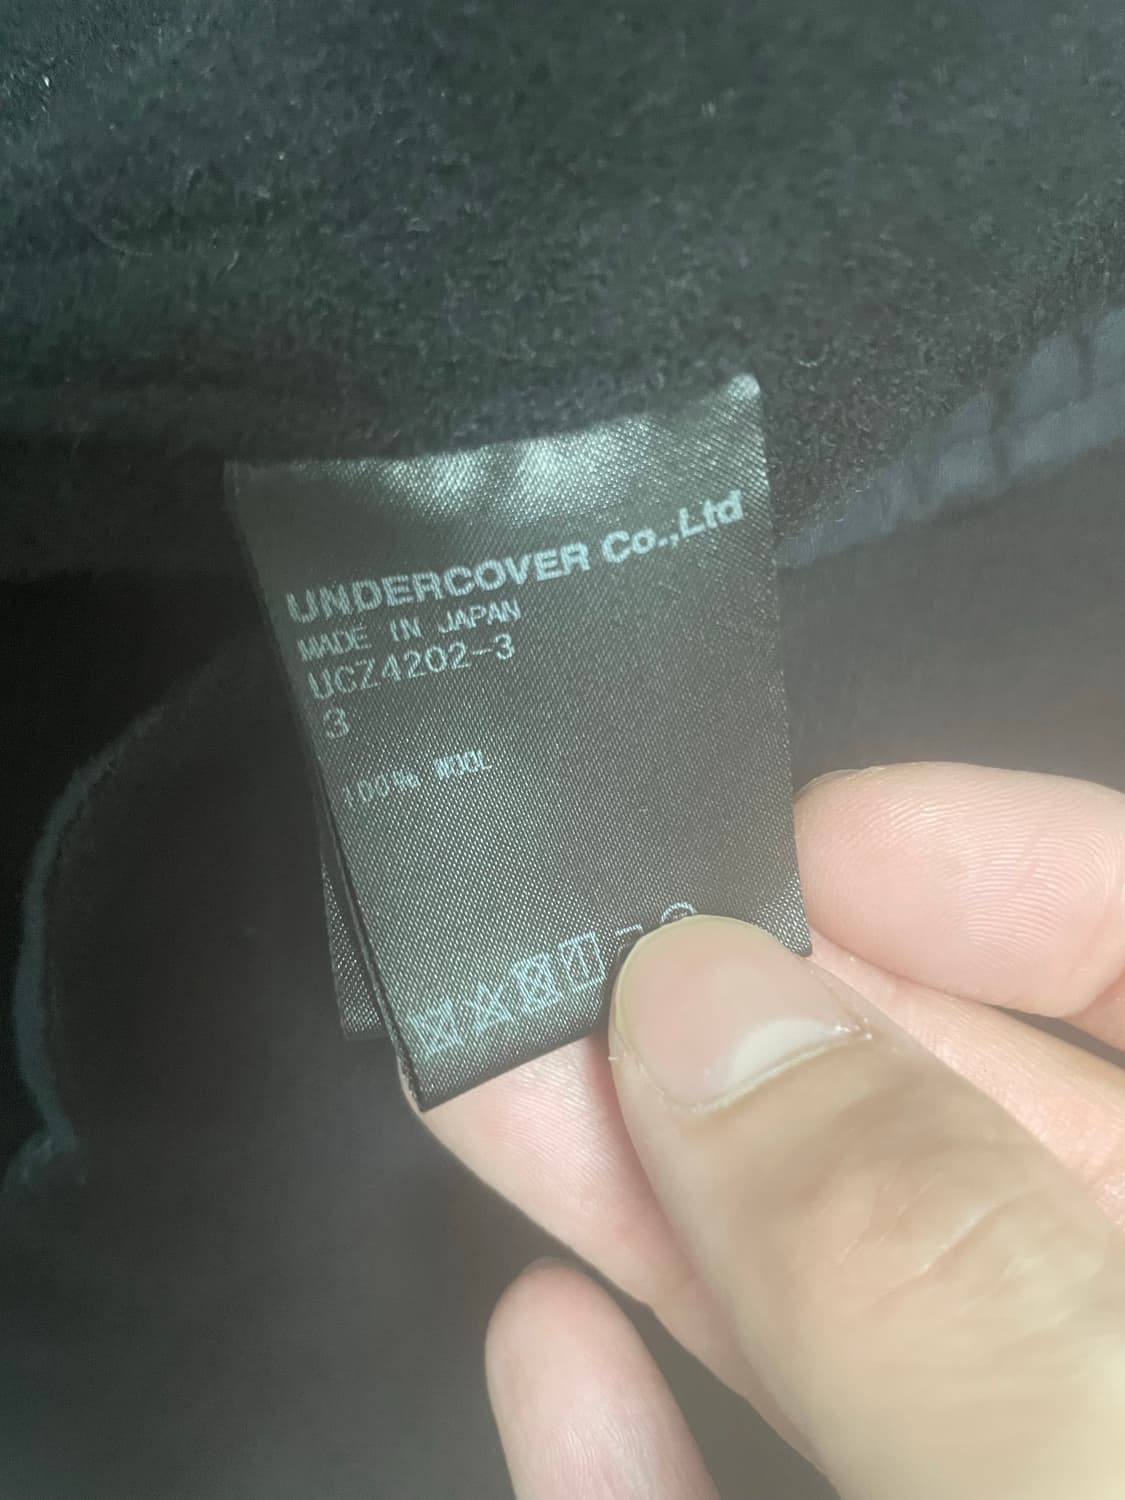 UNDERCOVER Co.,Ltd
MADE IN JAPAN
UCZ4202-3
3
100% WOOL